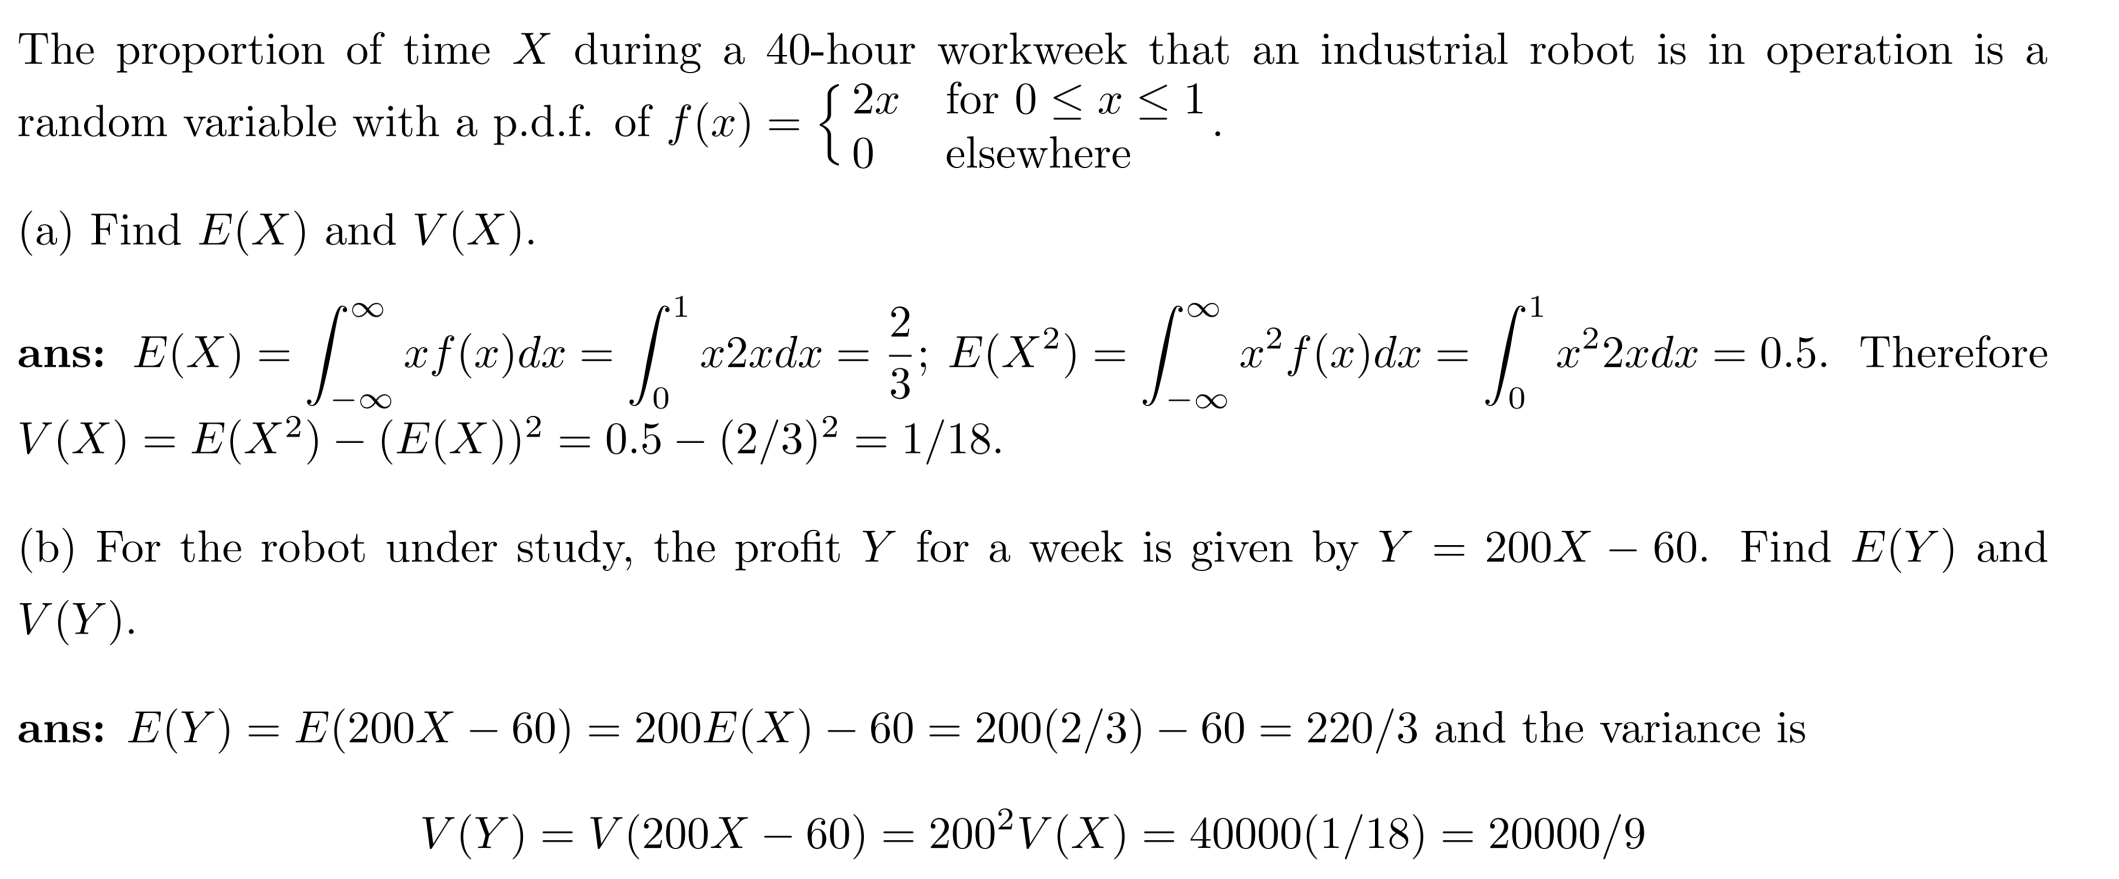 The proportion of time X during a 40-hour workweek that an industrial robot is in operation is a
random variable with a p.d.f. of f(x) = { 2x for 0 ≤ x ≤ 1
0 elsewhere .
(a) Find E(X) and V(X).
ans: E(X) = ∫_{−∞}^{∞} xf(x)dx = ∫_0^1 x2xdx = 2/3; E(X²) = ∫_{−∞}^{∞} x²f(x)dx = ∫_0^1 x²2xdx = 0.5. Therefore
V(X) = E(X²) − (E(X))² = 0.5 − (2/3)² = 1/18.
(b) For the robot under study, the profit Y for a week is given by Y = 200X − 60. Find E(Y) and
V(Y).
ans: E(Y) = E(200X − 60) = 200E(X) − 60 = 200(2/3) − 60 = 220/3 and the variance is
V(Y) = V(200X − 60) = 200²V(X) = 40000(1/18) = 20000/9